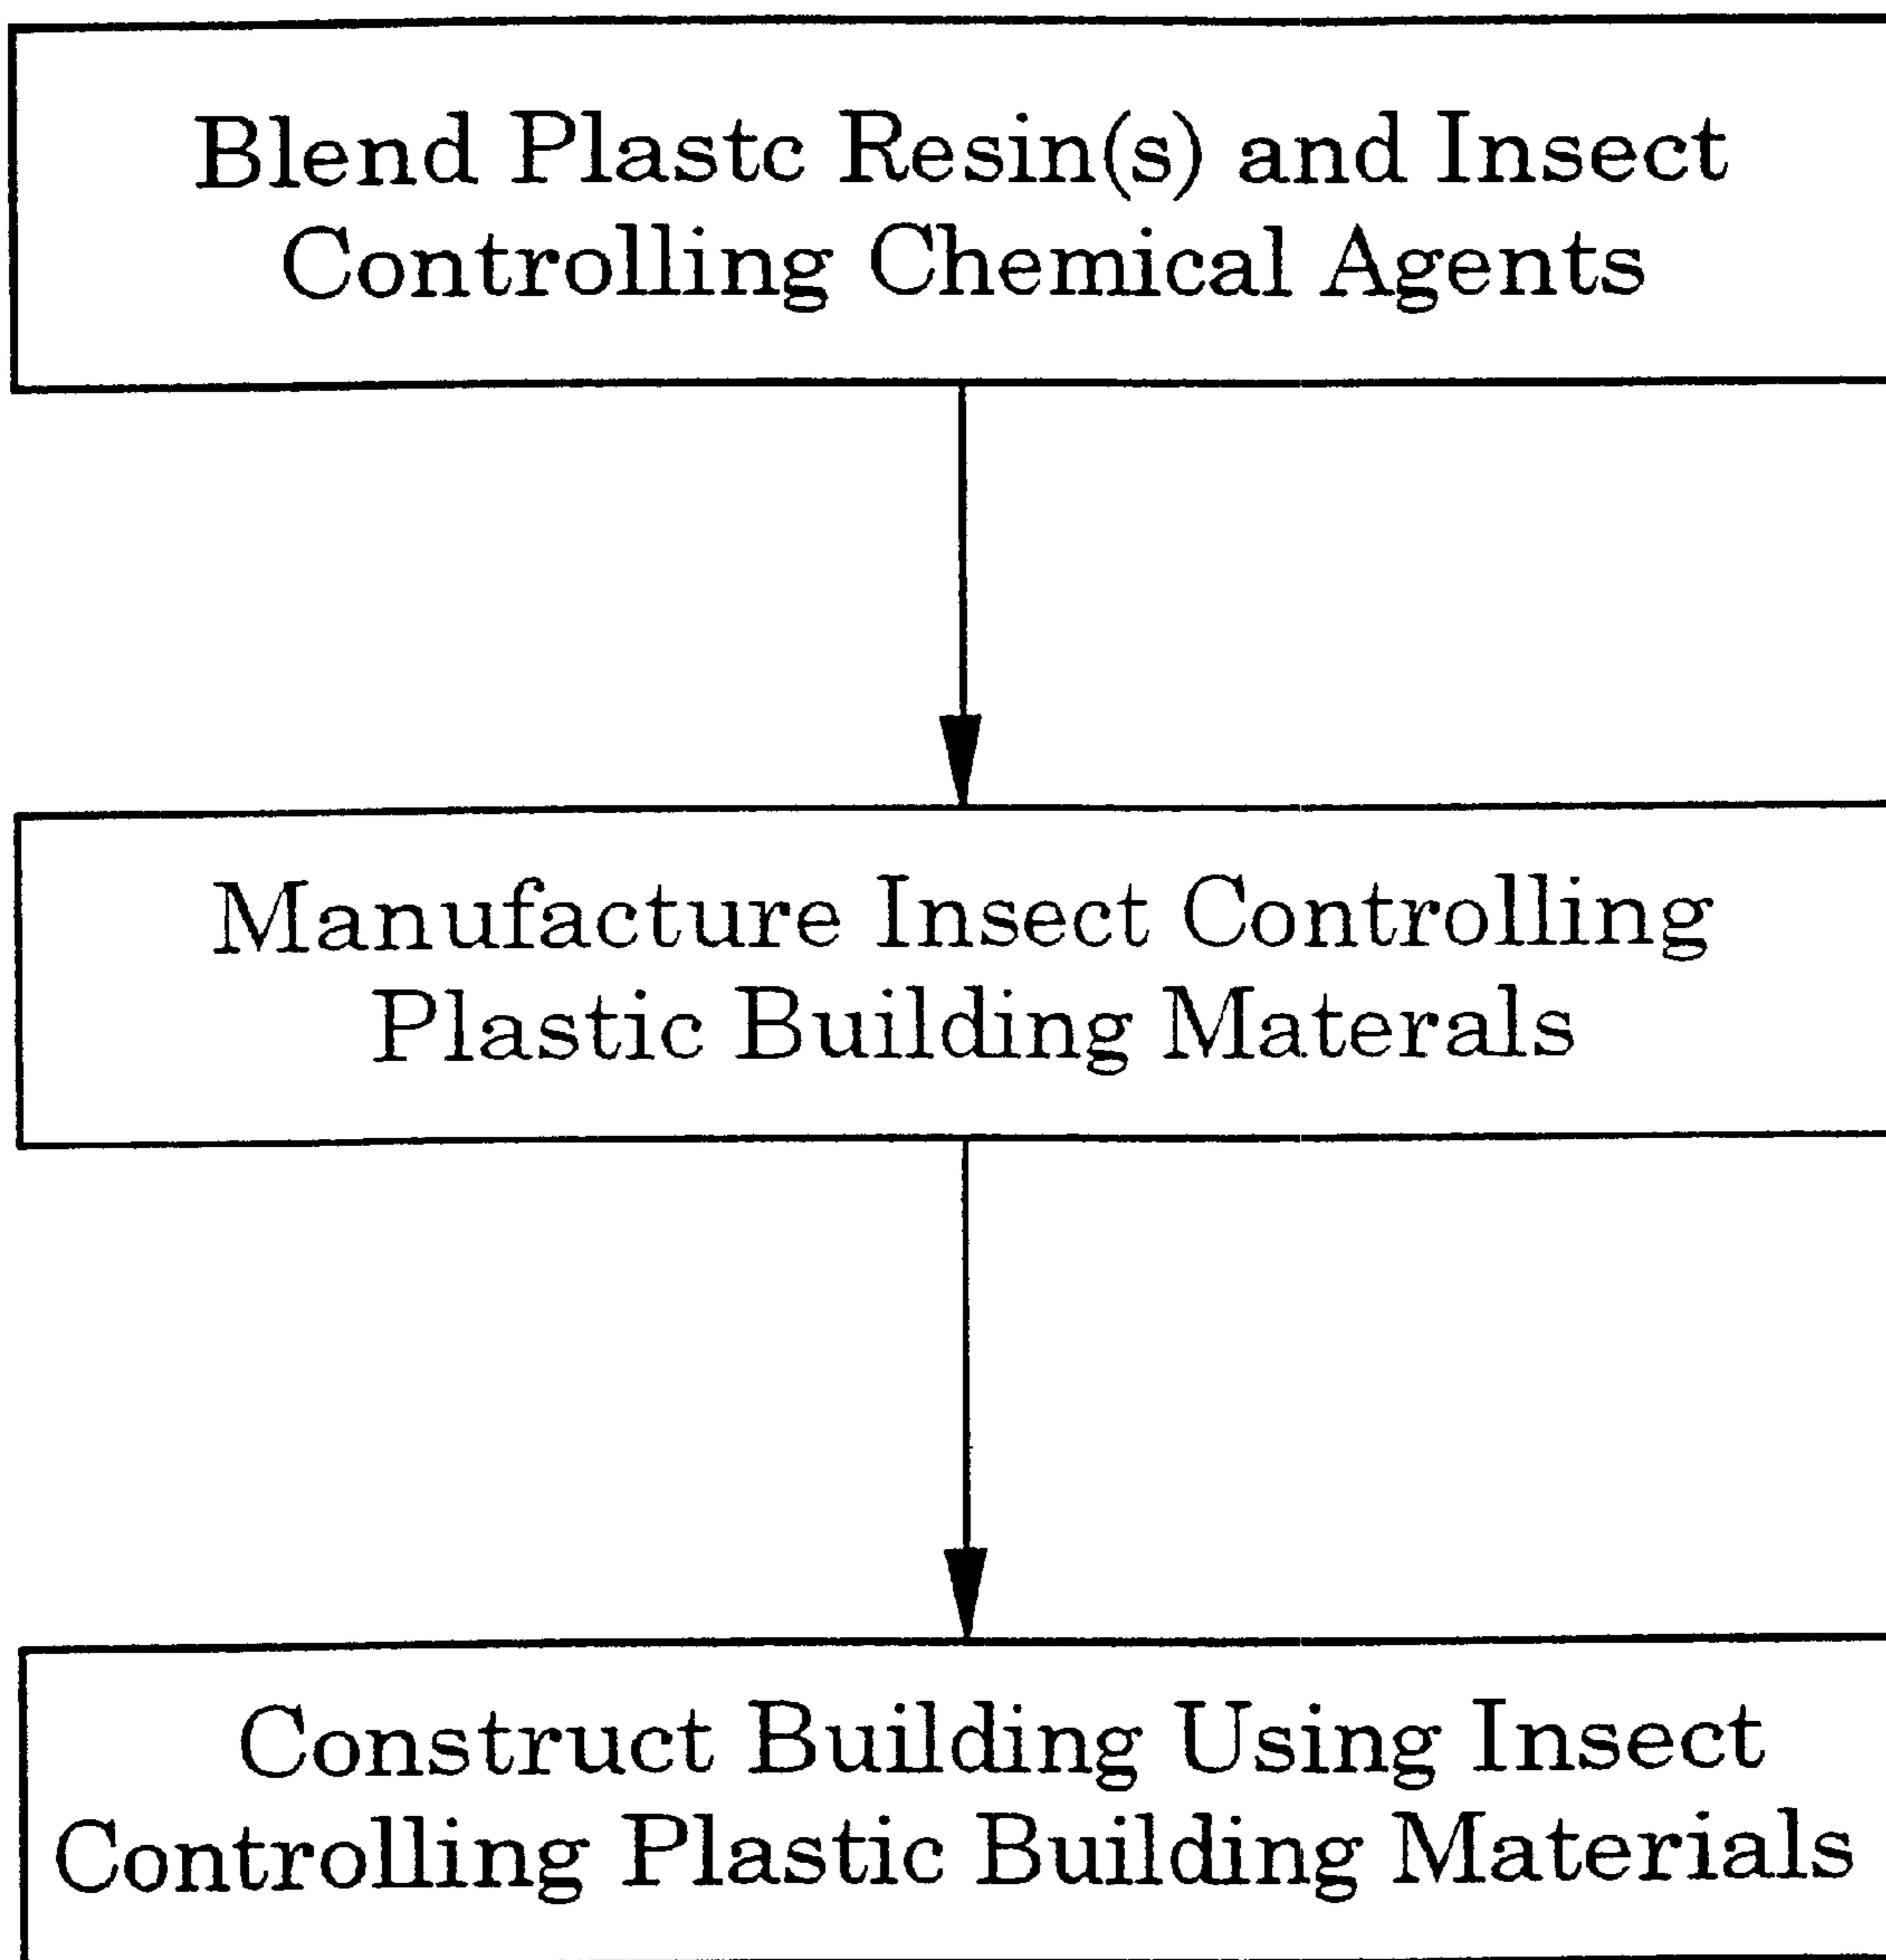 Blend Plastc Resin(s) and Insect
Controlling Chemical Agents
Manufacture Insect Controlling
Plastic Building Materals
Construct Building Using Insect
Controlling Plastic Building Materials